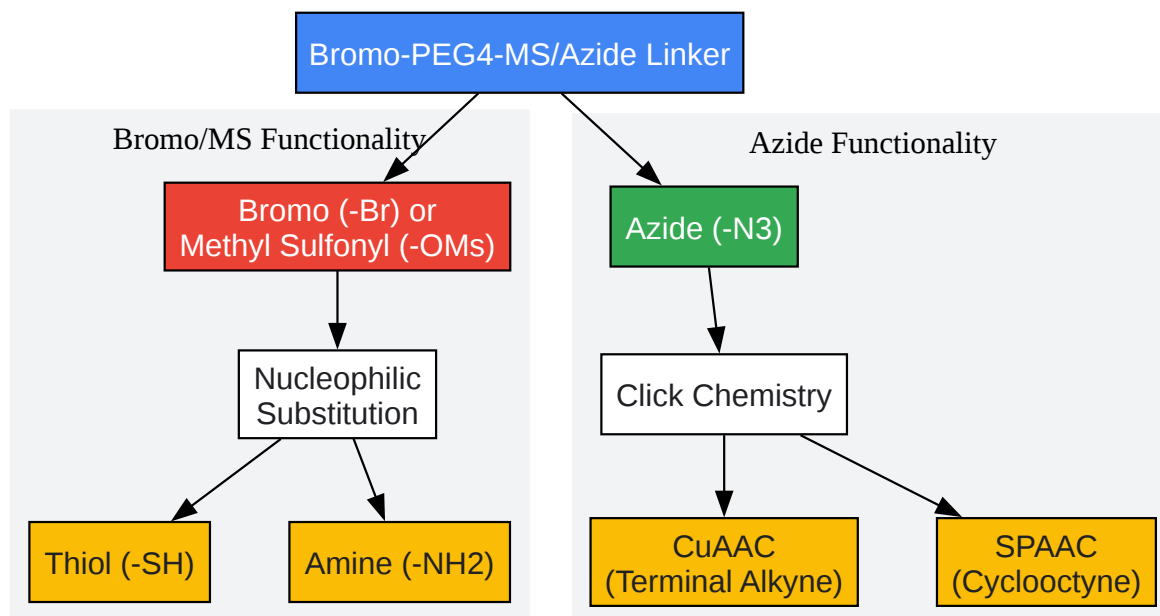 Bromo-PEG4-MS/Azide Linker
Bromo/MS Functionality
Azide Functionality
Bromo (-Br) or
Methyl Sulfonyl (-OMs)
Azide (-N3)
Nucleophilic
Substitution
Click Chemistry
Thiol (-SH)
Amine (-NH2)
CuAAC
(Terminal Alkyne)
SPAAC
(Cyclooctyne)